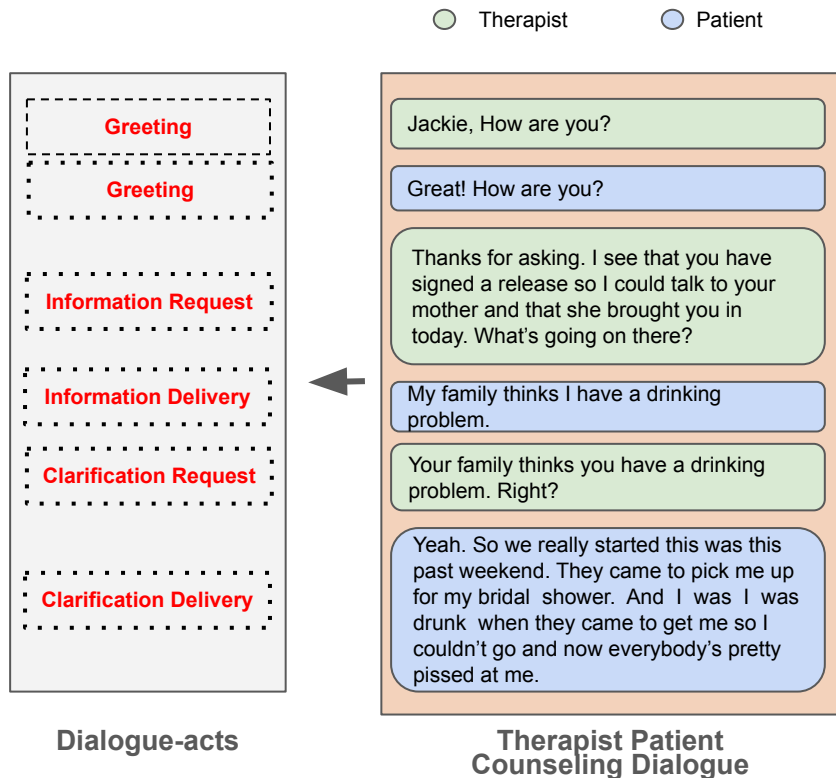 Therapist
Patient
Greeting
Greeting
Information Request
Information Delivery
Clarification Request
Clarification Delivery
Dialogue-acts
Jackie, How are you?
Great! How are you?
Thanks for asking. I see that you have
signed a release so I could talk to your
mother and that she brought you in
today. What's going on there?
My family thinks I have a drinking
problem.
Your family thinks you have a drinking
problem. Right?
Yeah. So we really started this was this
past weekend. They came to pick me up
for my bridal shower. And I was I was
drunk when they came to get me so I
couldn't go and now everybody's pretty
pissed at me.
Therapist Patient
Counseling Dialogue